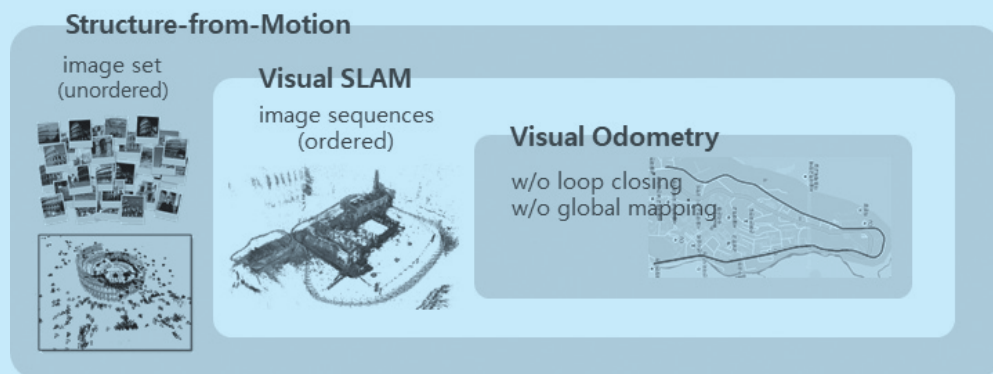 Structure-from-Motion
image set
(unordered)
Visual SLAM
image sequences
(ordered)
Visual Odometry
w/o loop closing
w/o global mapping